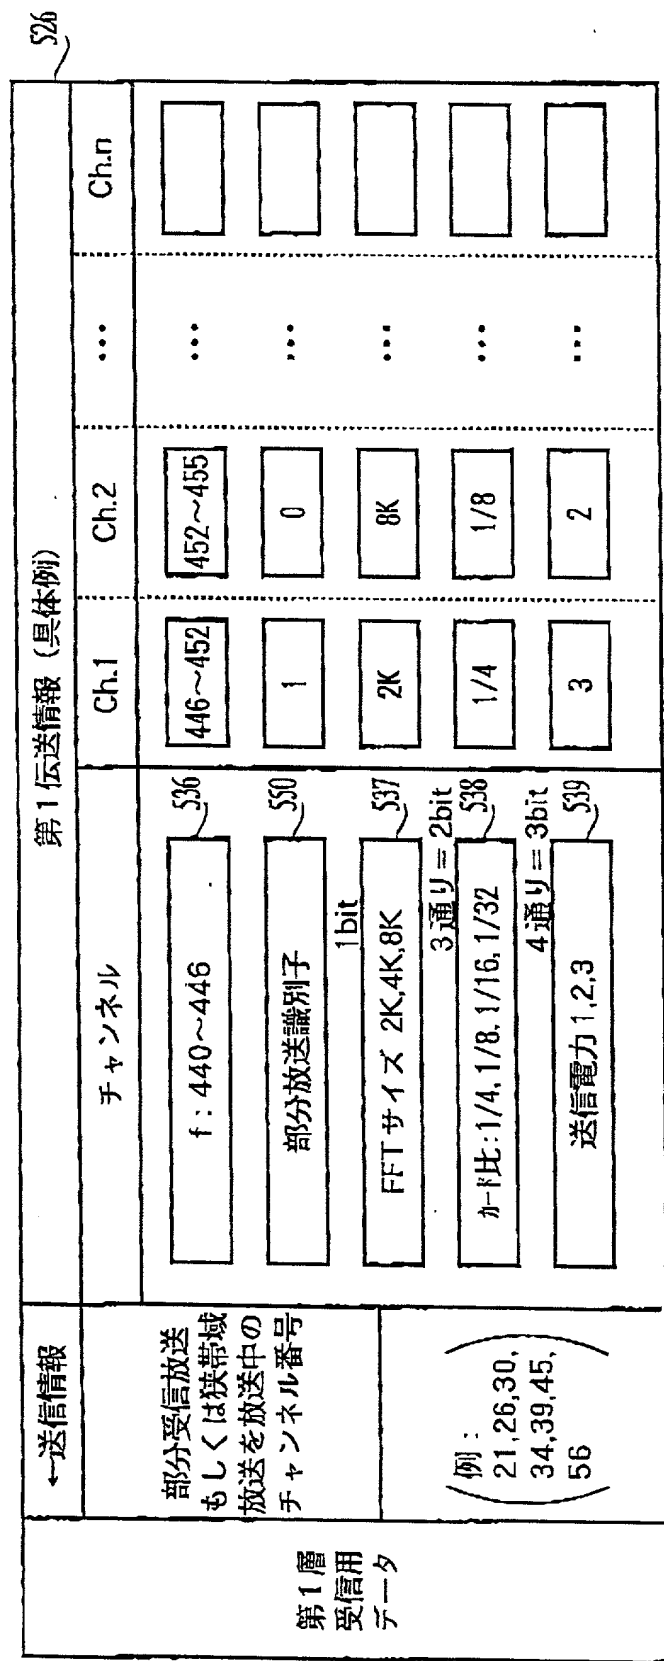 526
←送信情報
第1伝送情報（具体例）
チャンネル
Ch.1
Ch.2
...
Ch.n
第1層
受信用
データ
部分受信放送
もしくは狭帯域
放送を放送中の
チャンネル番号
例：
21,26,30,
34,39,45,
56
f：440～446
536
446～452
452～455
...
部分放送識別子
550
1
0
...
1bit
FFTサイズ 2K,4K,8K
537
2K
8K
...
3通り＝2bit
ガード比：1/4,1/8,1/16,1/32
538
1/4
1/8
...
4通り＝3bit
送信電力1,2,3
539
3
2
...